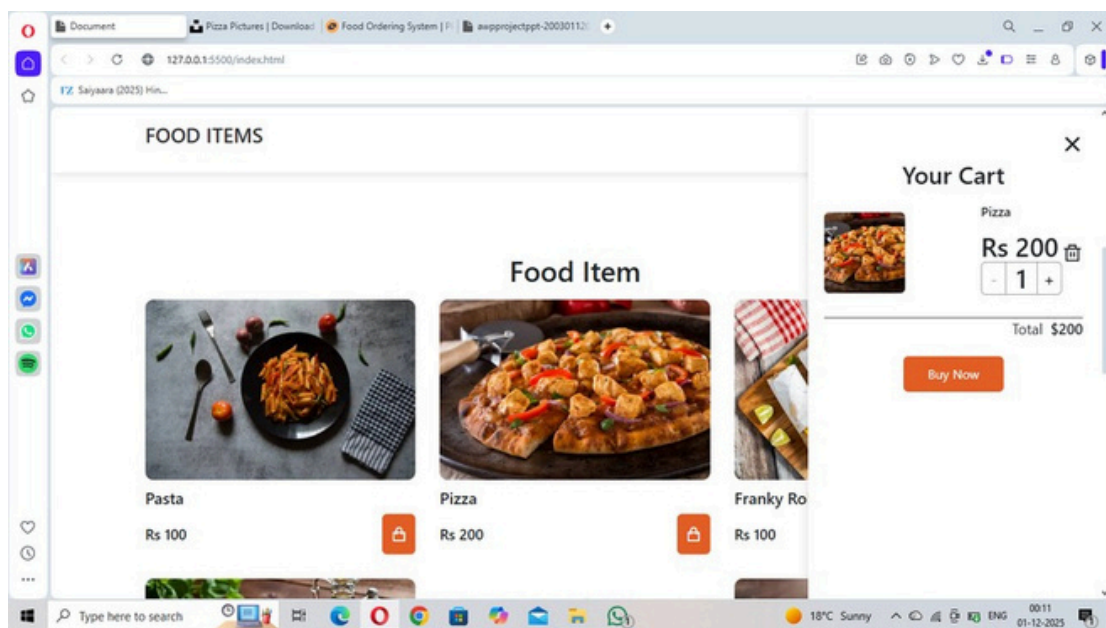 Document
Pizza Pictures | Download
Food Ordering System | P
awpprojectppt-20030112
127.0.0.1:5500/index.html
Saiyaara (2025) Hin...
FOOD ITEMS
Food Item
Pasta
Rs 100
Pizza
Rs 200
Franky Ro
Rs 100
Your Cart
Pizza
Rs 200
- 1 +
Total $200
Buy Now
Type here to search
18°C Sunny
ENG
00:11
01-12-2025